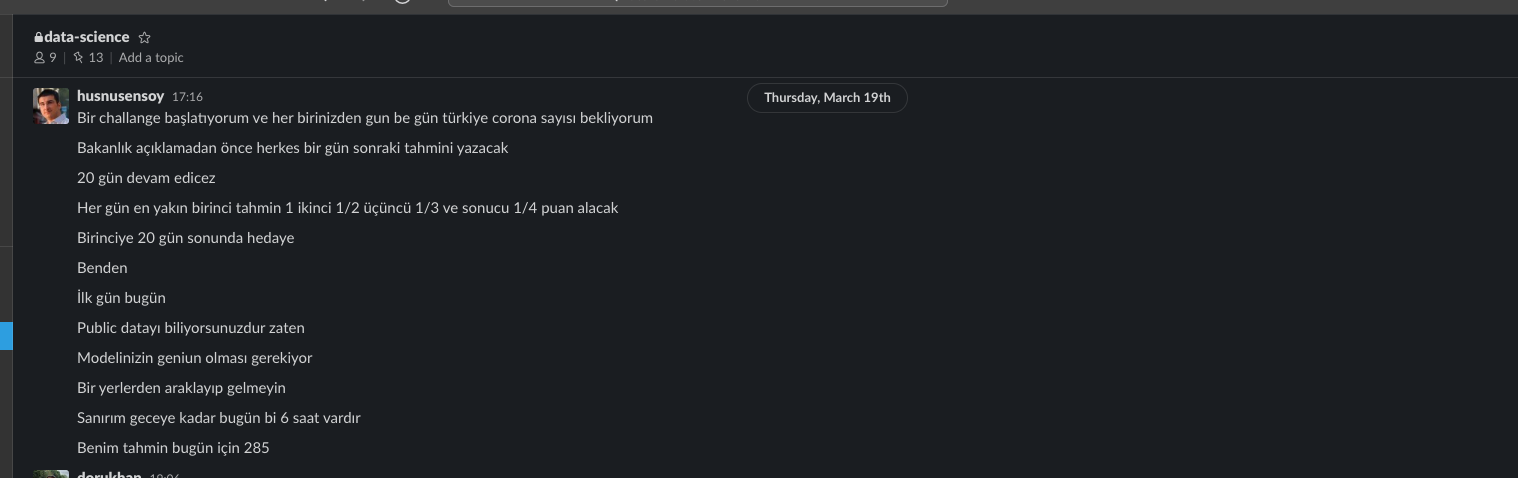 data-science
9 | 13 | Add a topic
husnusensoy 17:16
Thursday, March 19th
Bir challange başlatıyorum ve her birinizden gun be gün türkiye corona sayısı bekliyorum
Bakanlık açıklamadan önce herkes bir gün sonraki tahmini yazacak
20 gün devam edicez
Her gün en yakın birinci tahmin 1 ikinci 1/2 üçüncü 1/3 ve sonucu 1/4 puan alacak
Birinciye 20 gün sonunda hedaye
Benden
İlk gün bugün
Public datayı biliyorsunuzdur zaten
Modelinizin geniun olması gerekiyor
Bir yerlerden araklayıp gelmeyin
Sanırım geceye kadar bugün bi 6 saat vardır
Benim tahmin bugün için 285
dorukhan